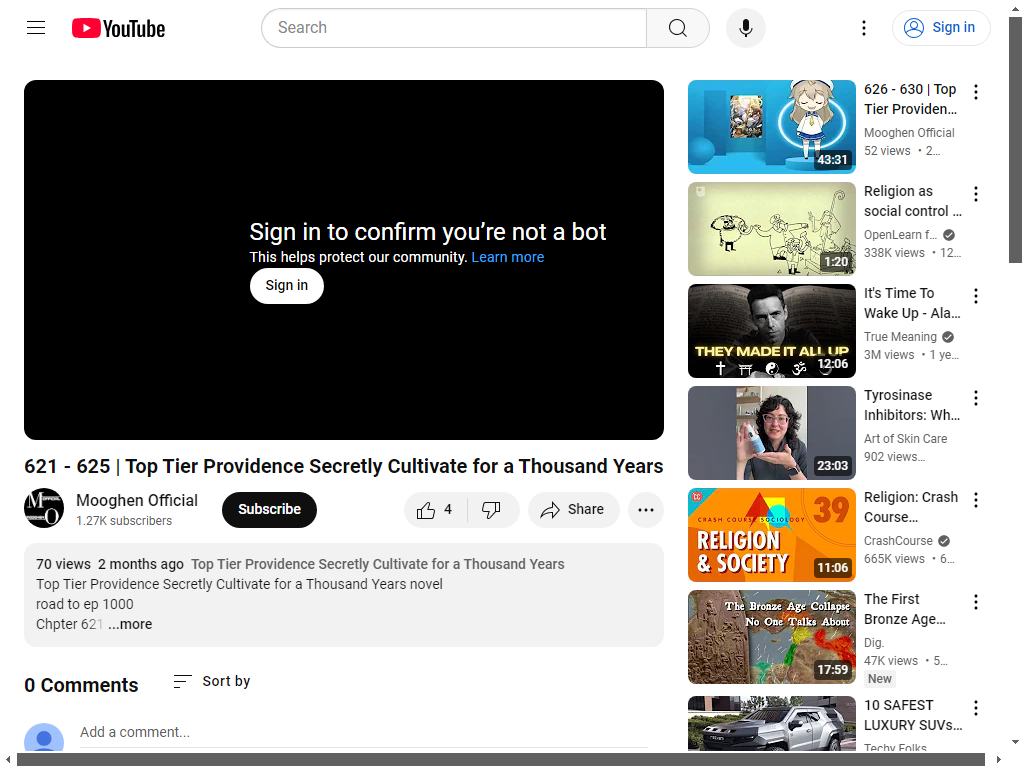 YouTube
Search
Sign in
Sign in to confirm you’re not a bot
This helps protect our community. Learn more
Sign in
621 - 625 | Top Tier Providence Secretly Cultivate for a Thousand Years
Mooghen Official
1.27K subscribers
Subscribe
4
Share
70 views 2 months ago Top Tier Providence Secretly Cultivate for a Thousand Years
Top Tier Providence Secretly Cultivate for a Thousand Years novel
road to ep 1000
Chpter 621 ...more
0 Comments
Sort by
Add a comment...
43:31
626 - 630 | Top
Tier Providen...
Mooghen Official
52 views • 2...
1:20
Religion as
social control ...
OpenLearn f...
338K views • 12...
THEY MADE IT ALL UP
12:06
It's Time To
Wake Up - Ala...
True Meaning
3M views • 1 ye...
23:03
Tyrosinase
Inhibitors: Wh...
Art of Skin Care
902 views...
CC
CRASH COURSE SOCIOLOGY 39
RELIGION
& SOCIETY
11:06
Religion: Crash
Course...
CrashCourse
665K views • 6...
The Bronze Age Collapse
No One Talks About
17:59
The First
Bronze Age...
Dig.
47K views • 5...
New
10 SAFEST
LUXURY SUVs...
Techy Folks